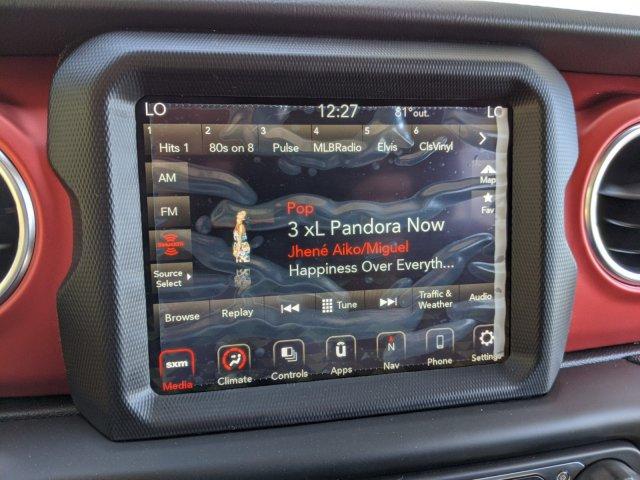 LO 12:27 81°out. LO
1 2 3 4 5 6
Hits 1 80s on 8 Pulse MLBRadio Elvis ClsVinyl
AM
Map
FM
Fav
Pop
3 xL Pandora Now
Jhené Aiko/Miguel
Happiness Over Everyth...
SiriusXM
Source
Select
Browse Replay Tune Traffic &
Weather Audio
sxm
Media Climate Controls Apps Nav Phone Settings
ū
N